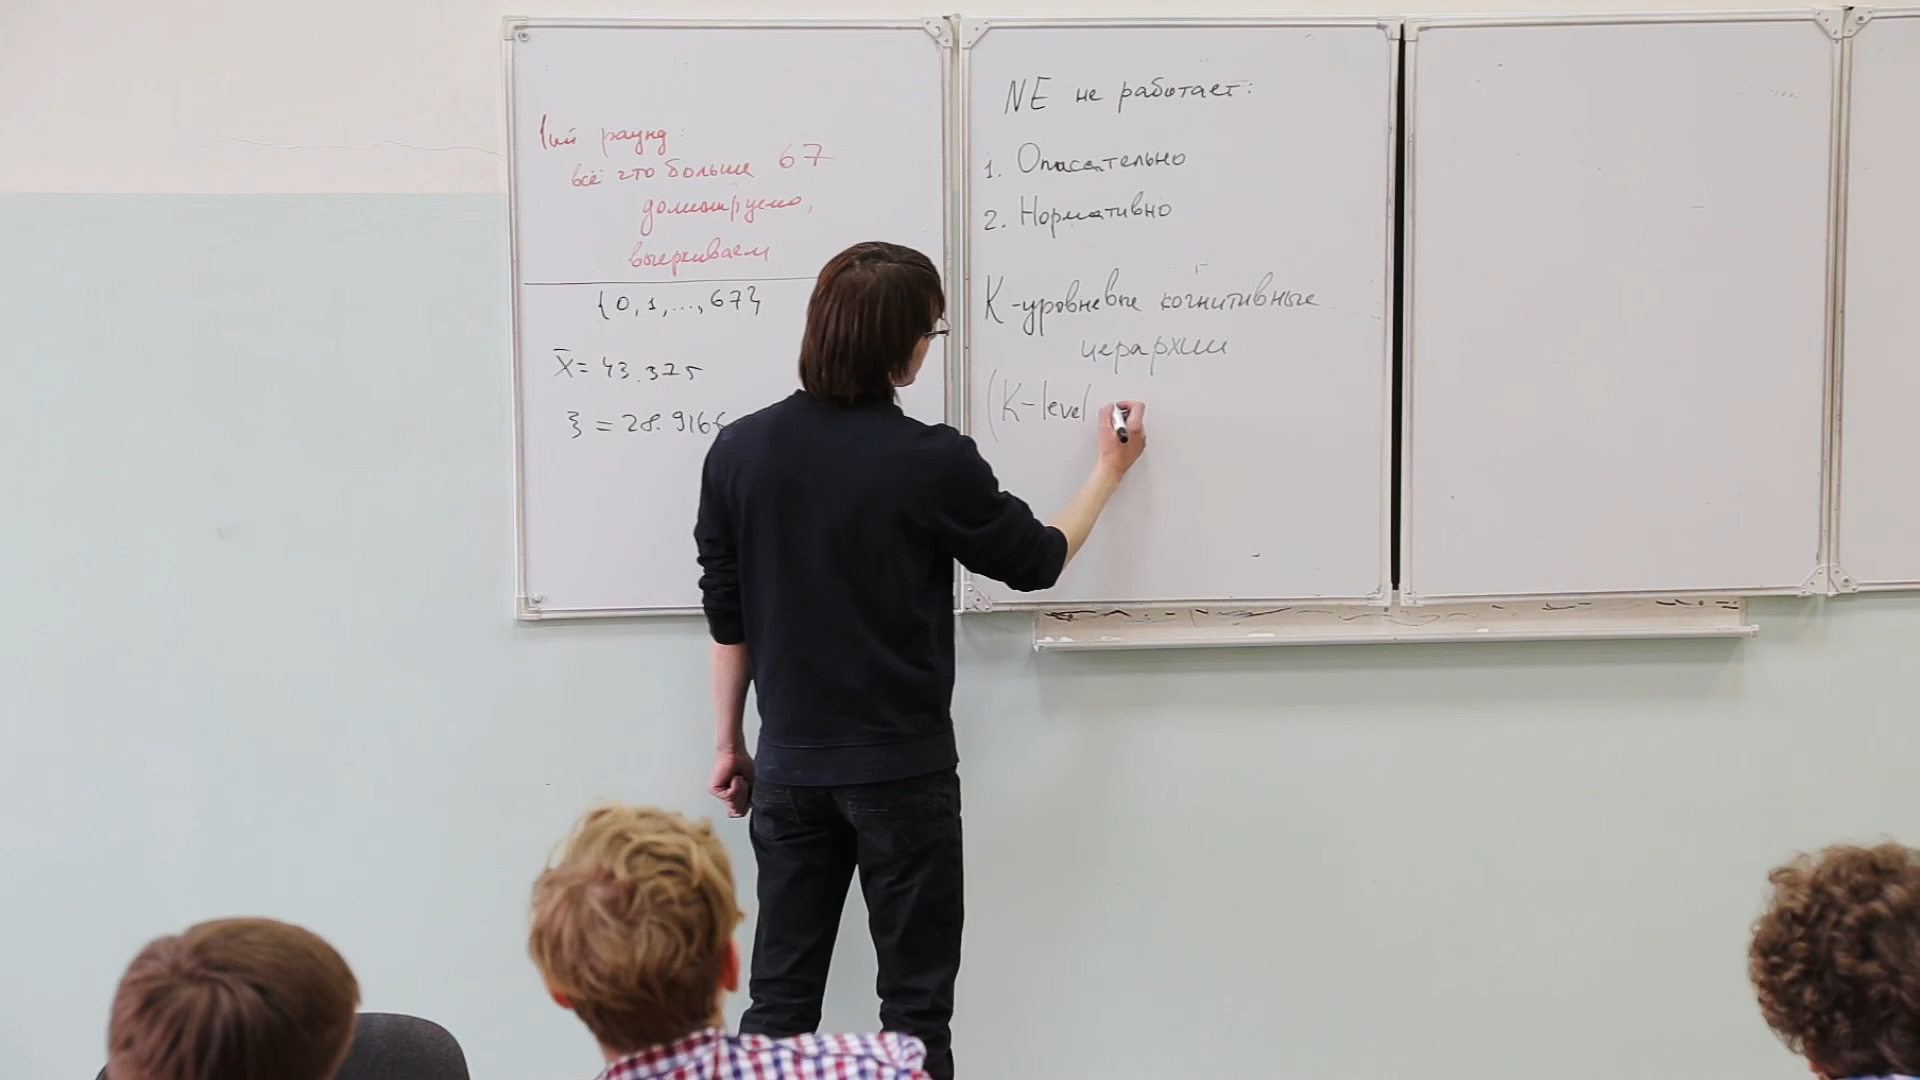 1ый раунд:
всё что больше 67
доминируемо,
вычеркиваем
{0, 1, ..., 67}
x̄ = 43.375
= 28.9166
NE не работает:
1. Описательно
2. Нормативно
K-уровневые когнитивные
иерархии
(K-level